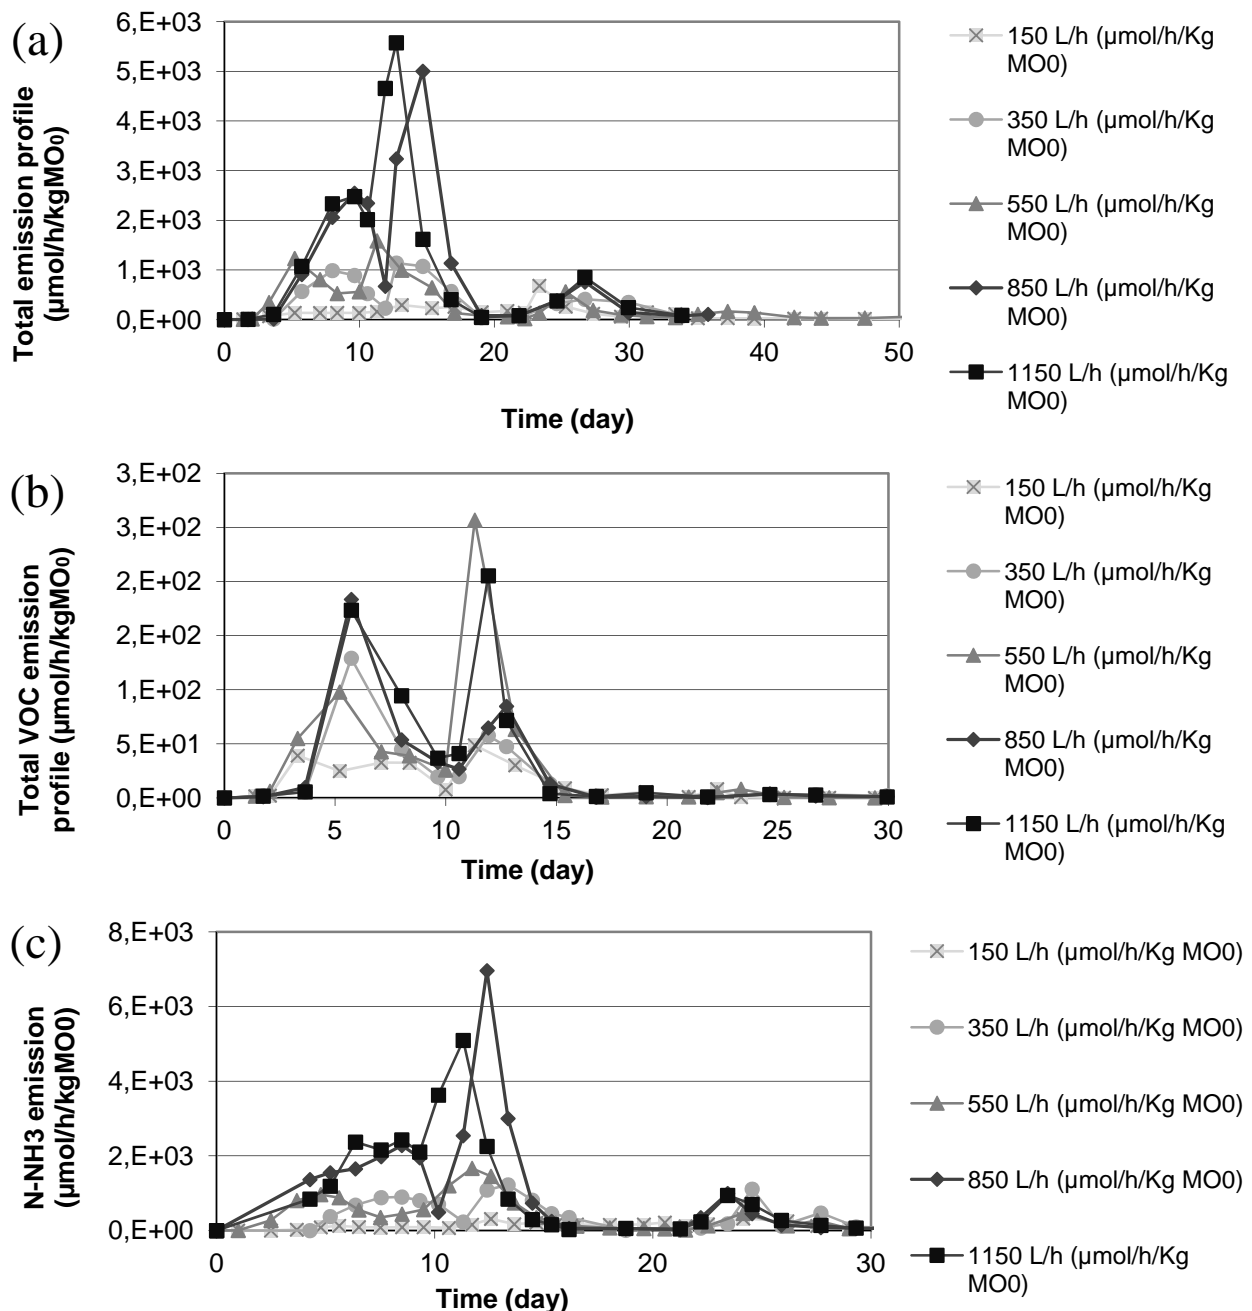 (a)
Total emission profile
(µmol/h/kgMO0)
6,E+03
5,E+03
4,E+03
3,E+03
2,E+03
1,E+03
0,E+00
0 10 20 30 40 50
Time (day)
150 L/h (µmol/h/Kg
MO0)
350 L/h (µmol/h/Kg
MO0)
550 L/h (µmol/h/Kg
MO0)
850 L/h (µmol/h/Kg
MO0)
1150 L/h (µmol/h/Kg
MO0)
(b)
Total VOC emission
profile (µmol/h/kgMO0)
3,E+02
3,E+02
2,E+02
2,E+02
1,E+02
5,E+01
0,E+00
0 5 10 15 20 25 30
Time (day)
150 L/h (µmol/h/Kg
MO0)
350 L/h (µmol/h/Kg
MO0)
550 L/h (µmol/h/Kg
MO0)
850 L/h (µmol/h/Kg
MO0)
1150 L/h (µmol/h/Kg
MO0)
(c)
N-NH3 emission
(µmol/h/kgMO0)
8,E+03
6,E+03
4,E+03
2,E+03
0,E+00
0 10 20 30
Time (day)
150 L/h (µmol/h/Kg MO0)
350 L/h (µmol/h/Kg MO0)
550 L/h (µmol/h/Kg MO0)
850 L/h (µmol/h/Kg MO0)
1150 L/h (µmol/h/Kg
MO0)